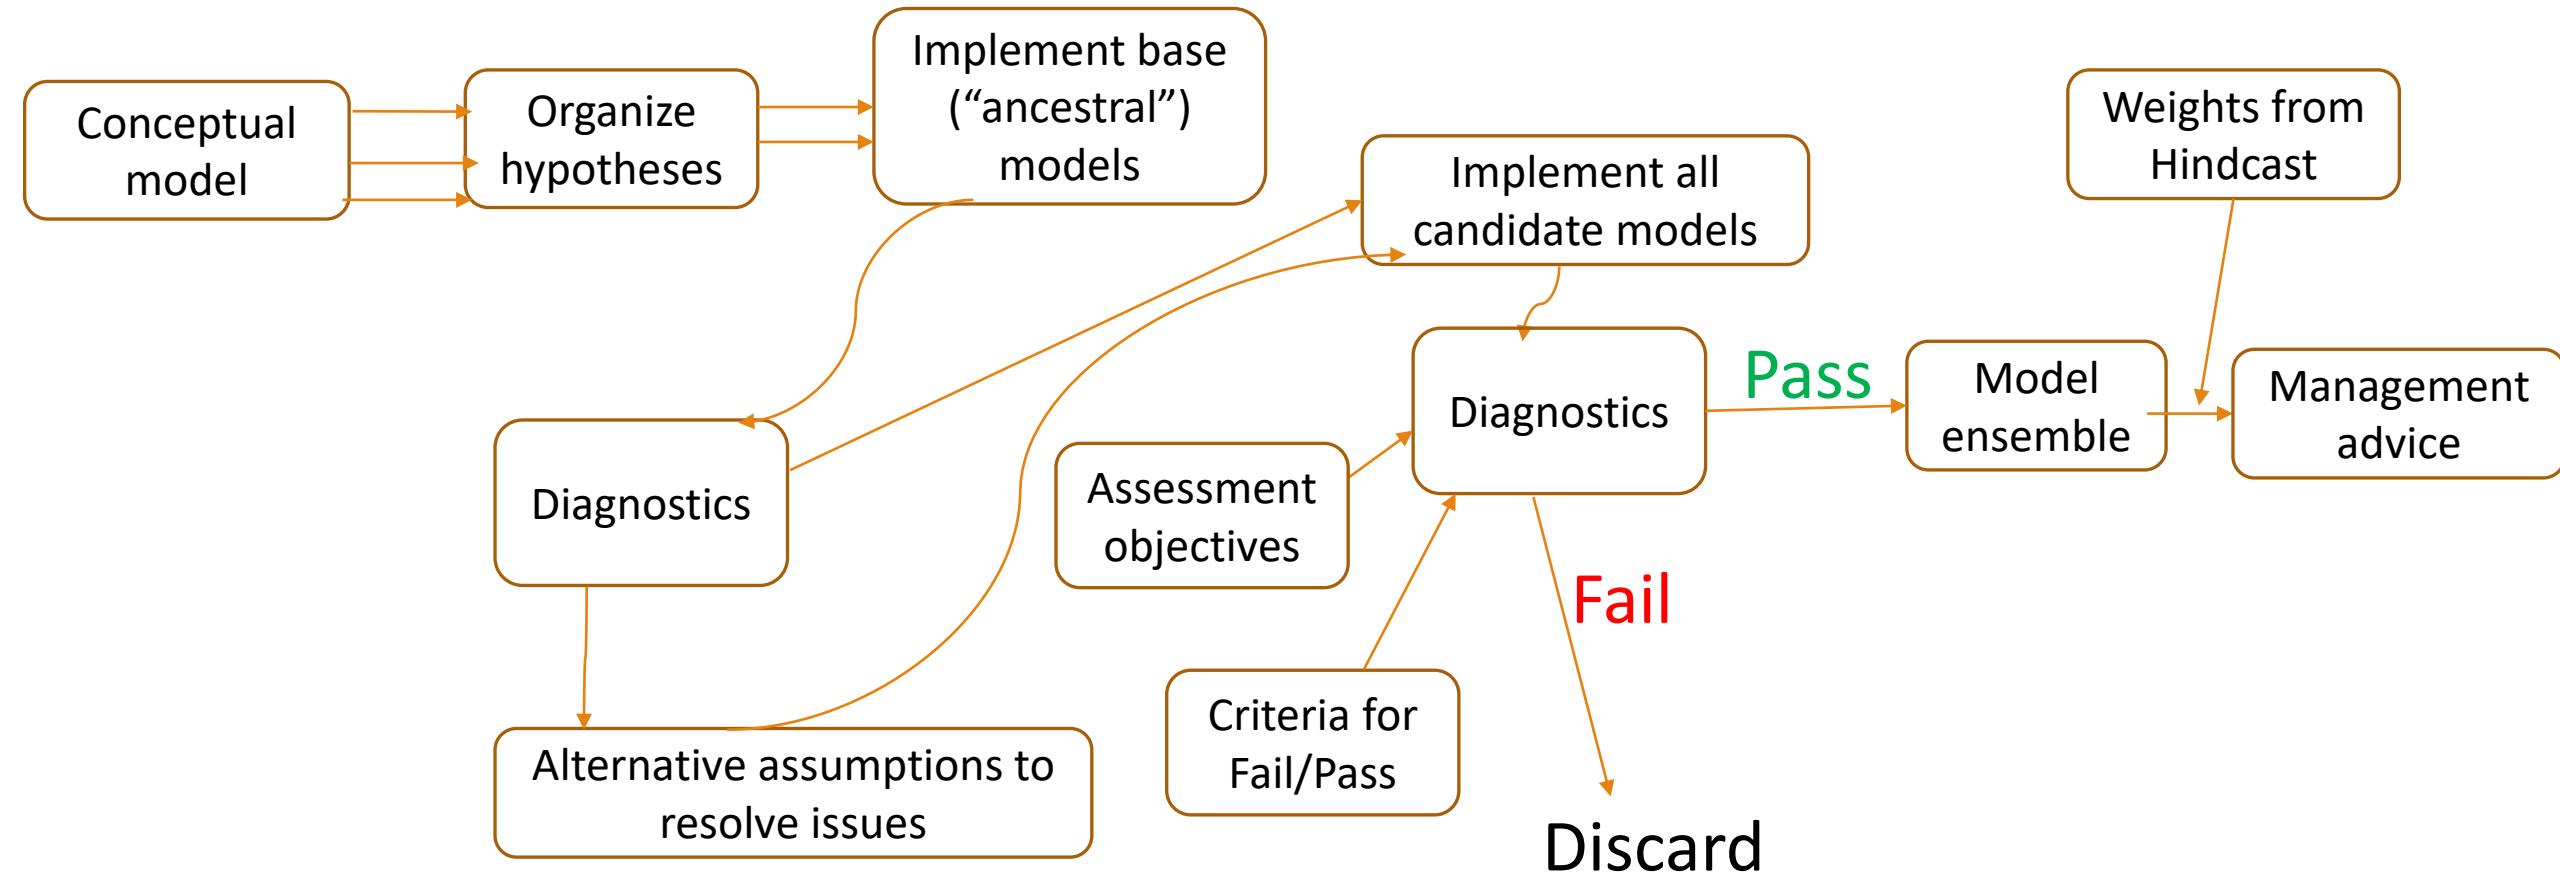 Conceptual
model
Organize
hypotheses
Implement base
(“ancestral”)
models
Implement all
candidate models
Weights from
Hindcast
Diagnostics
Alternative assumptions to
resolve issues
Assessment
objectives
Criteria for
Fail/Pass
Diagnostics
Pass
Fail
Discard
Model
ensemble
Management
advice